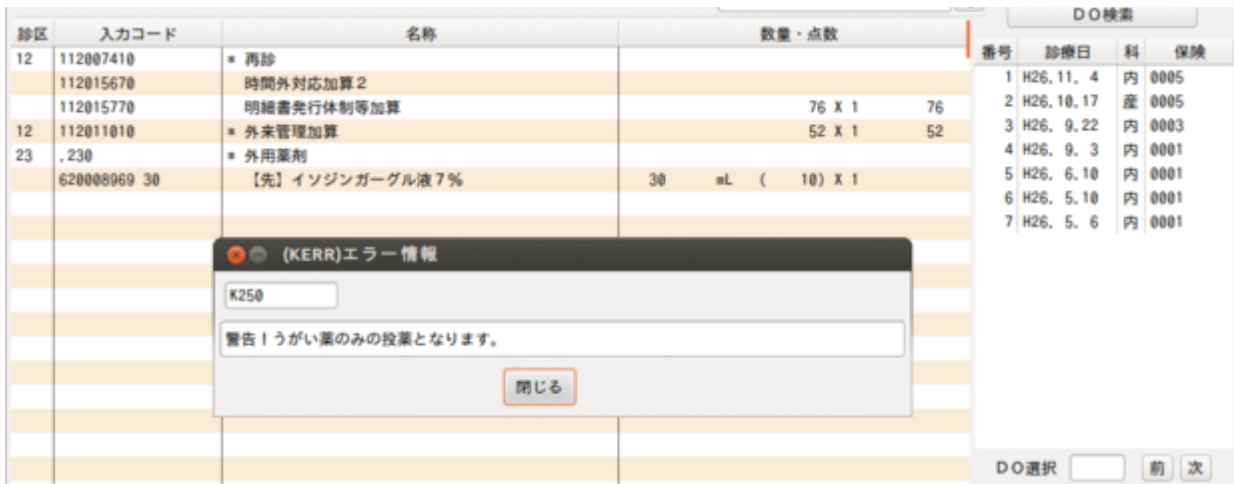 DO検索
診区 入力コード 名称 数量・点数
番号 診療日 科 保険
12 112007410 * 再診
112015670 時間外対応加算2
112015770 明細書発行体制等加算 76 X 1 76
12 112011010 * 外来管理加算 52 X 1 52
23 .230 * 外用薬剤
620008969 30 【先】イソジンガーグル液7% 30 mL ( 10) X 1
1 H26.11. 4 内 0005
2 H26.10.17 産 0005
3 H26. 9.22 内 0003
4 H26. 9. 3 内 0001
5 H26. 6.10 内 0001
6 H26. 5.10 内 0001
7 H26. 5. 6 内 0001
(KERR)エラー情報
K250
警告!うがい薬のみの投薬となります。
閉じる
DO選択 前 次